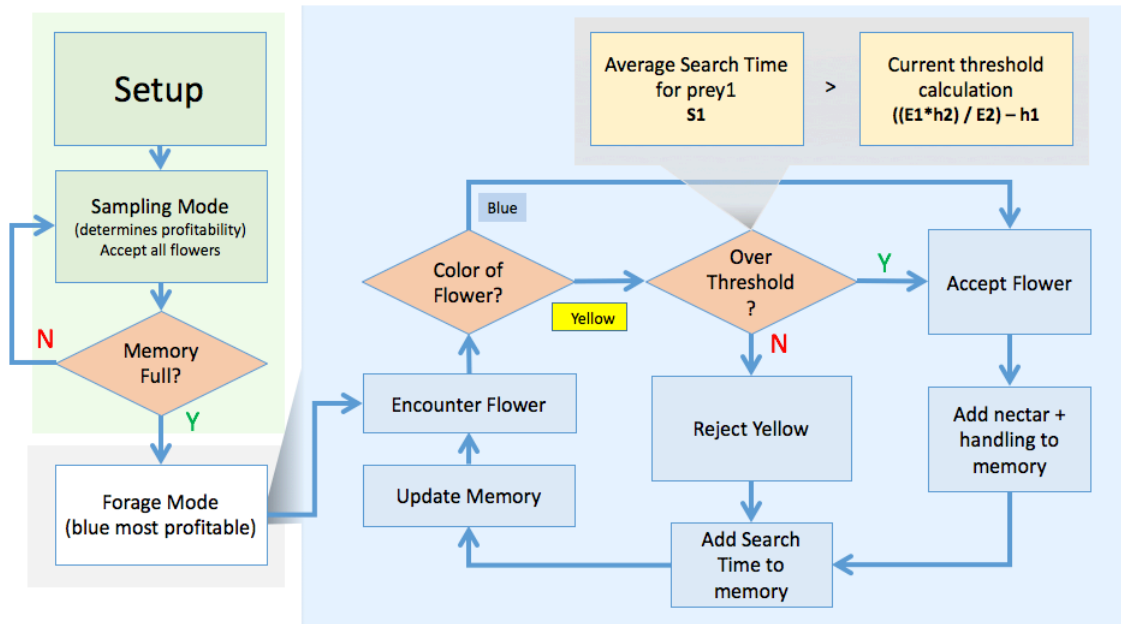 Setup
Sampling Mode
(determines profitability)
Accept all flowers
N
Memory
Full?
Y
Forage Mode
(blue most profitable)
Average Search Time
for prey1
S1
>
Current threshold
calculation
((E1*h2) / E2) – h1
Blue
Color of
Flower?
Yellow
Over
Threshold
?
Y
N
Accept Flower
Encounter Flower
Reject Yellow
Add nectar +
handling to
memory
Update Memory
Add Search
Time to
memory